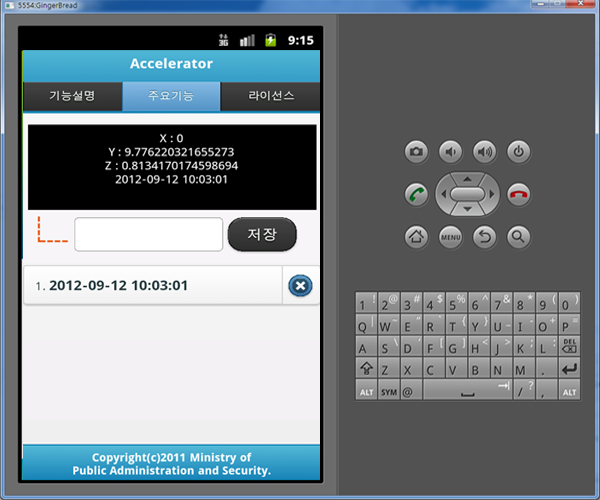 5554:GingerBread
3G 9:15
Accelerator
기능설명 주요기능 라이선스
X : 0
Y : 9.776220321655273
Z : 0.8134170174598694
2012-09-12 10:03:01
저장
1. 2012-09-12 10:03:01
Copyright(c)2011 Ministry of
Public Administration and Security.
MENU
1 ! 2 @ 3 # 4 $ 5 % 6 ^ 7 & 8 * 9 ( 0 )
Q | W ~ E " R ` T { Y } U _ I - O + P =
A S \ D ' F [ G ] H < J > K ; L : DEL
Z X C V B N M .
ALT SYM @ / ? , ALT